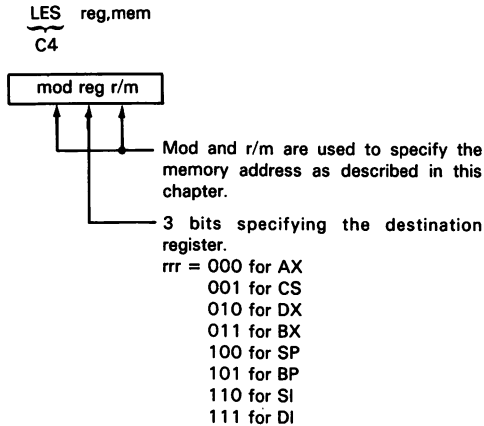 LES reg,mem
C4
mod reg r/m
Mod and r/m are used to specify the
memory address as described in this
chapter.
3 bits specifying the destination
register.
rrr = 000 for AX
001 for CS
010 for DX
011 for BX
100 for SP
101 for BP
110 for SI
111 for DI